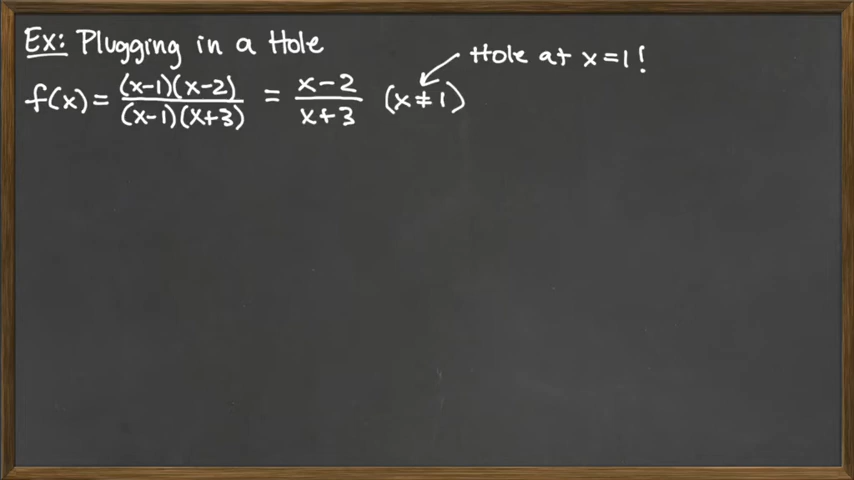 Ex: Plugging in a Hole
Hole at x=1!
f(x) = (x-1)(x-2)/(x-1)(x+3) = x-2/x+3 (x≠1)